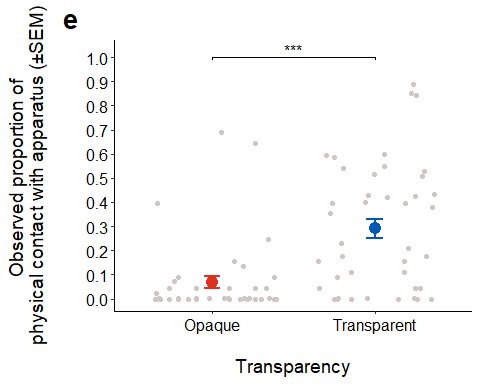 e
Observed proportion of
physical contact with apparatus (±SEM)
1.0
0.9
0.8
0.7
0.6
0.5
0.4
0.3
0.2
0.1
0.0
***
Opaque
Transparent
Transparency